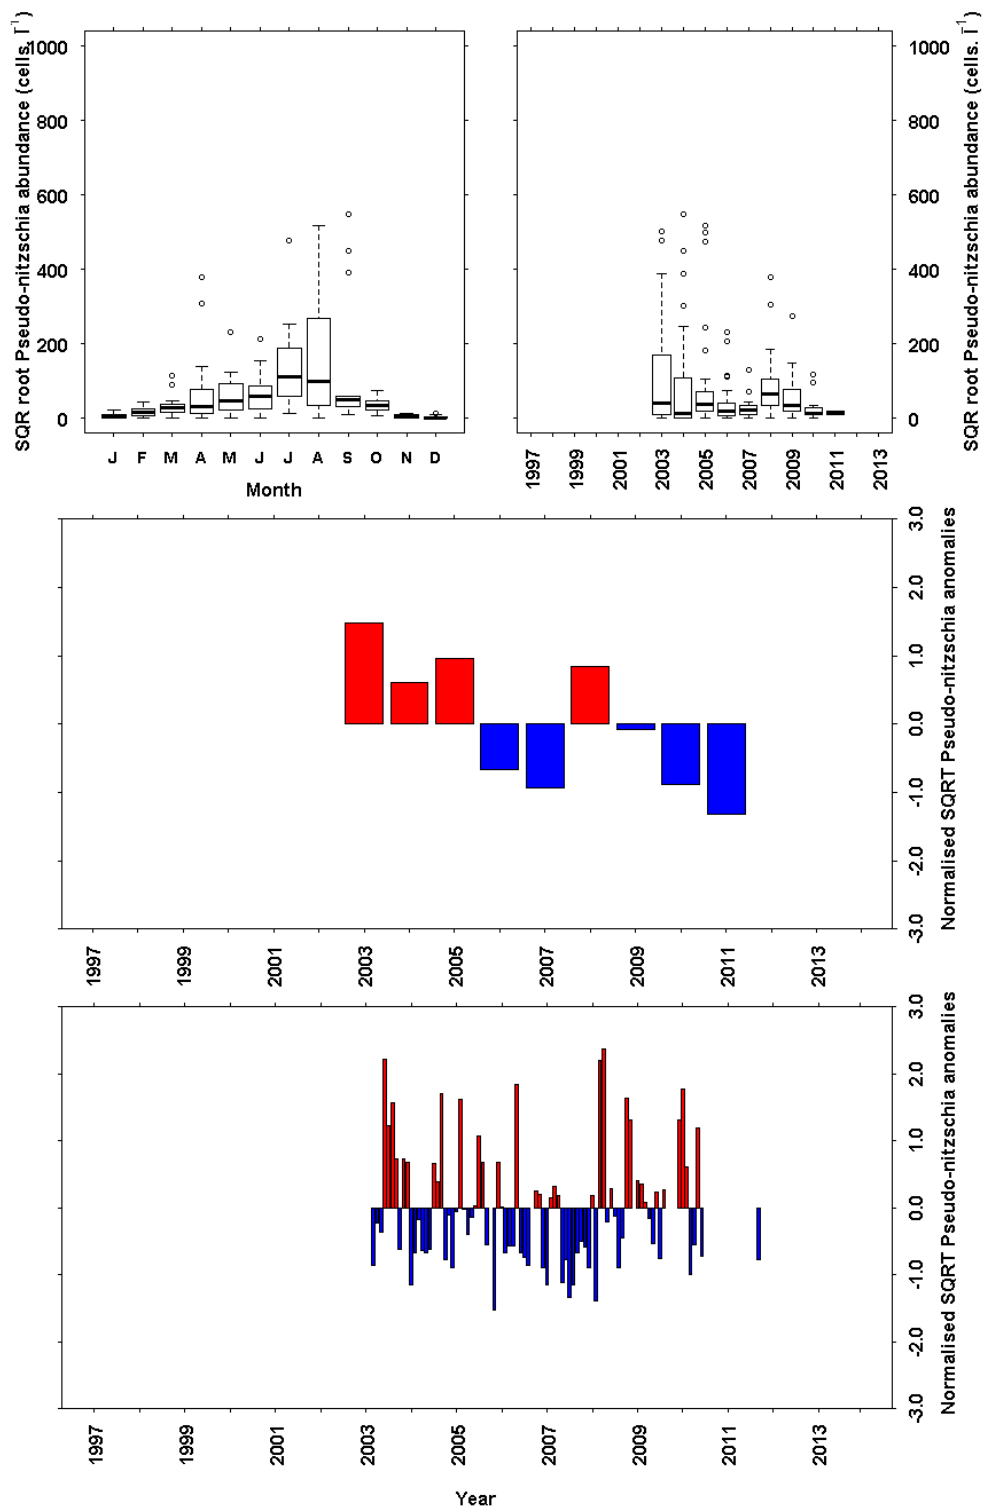 SQR root Pseudo-nitzschia abundance (cells. l⁻¹)
1000
800
600
400
200
0
J F M A M J J A S O N D
Month
1000
800
600
400
200
0
SQR root Pseudo-nitzschia abundance (cells. l⁻¹)
1997 1999 2001 2003 2005 2007 2009 2011 2013
3.0
2.0
1.0
0.0
-1.0
-2.0
-3.0
Normalised SQRT Pseudo-nitzschia anomalies
1997 1999 2001 2003 2005 2007 2009 2011 2013
3.0
2.0
1.0
0.0
-1.0
-2.0
-3.0
Normalised SQRT Pseudo-nitzschia anomalies
1997 1999 2001 2003 2005 2007 2009 2011 2013
Year